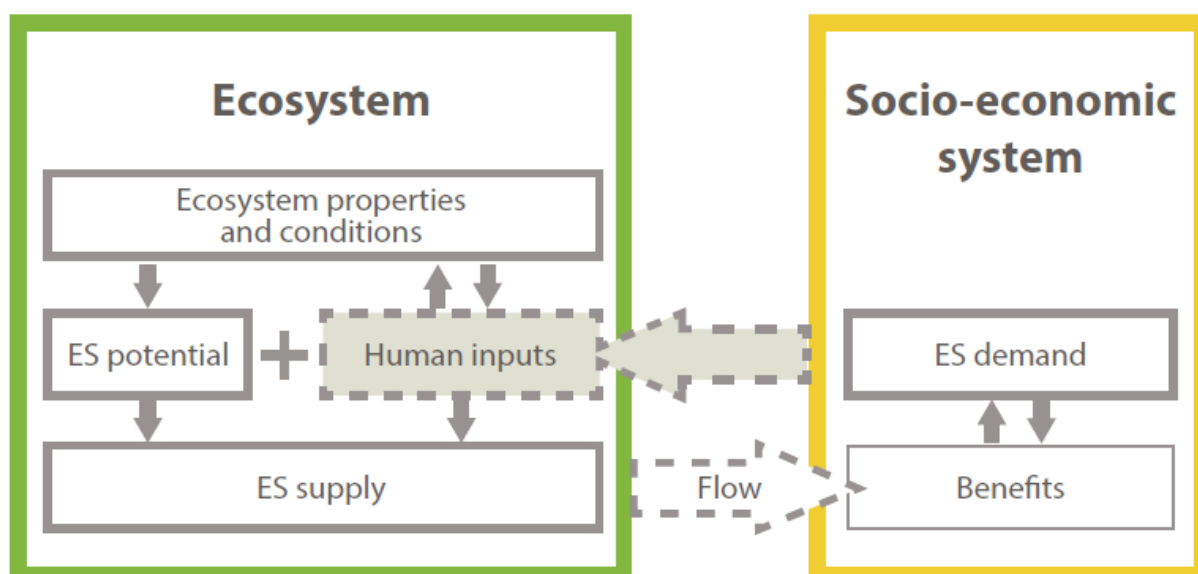 Ecosystem
Socio-economic
system
Ecosystem properties
and conditions
ES potential
+
Human inputs
ES demand
ES supply
Flow
Benefits